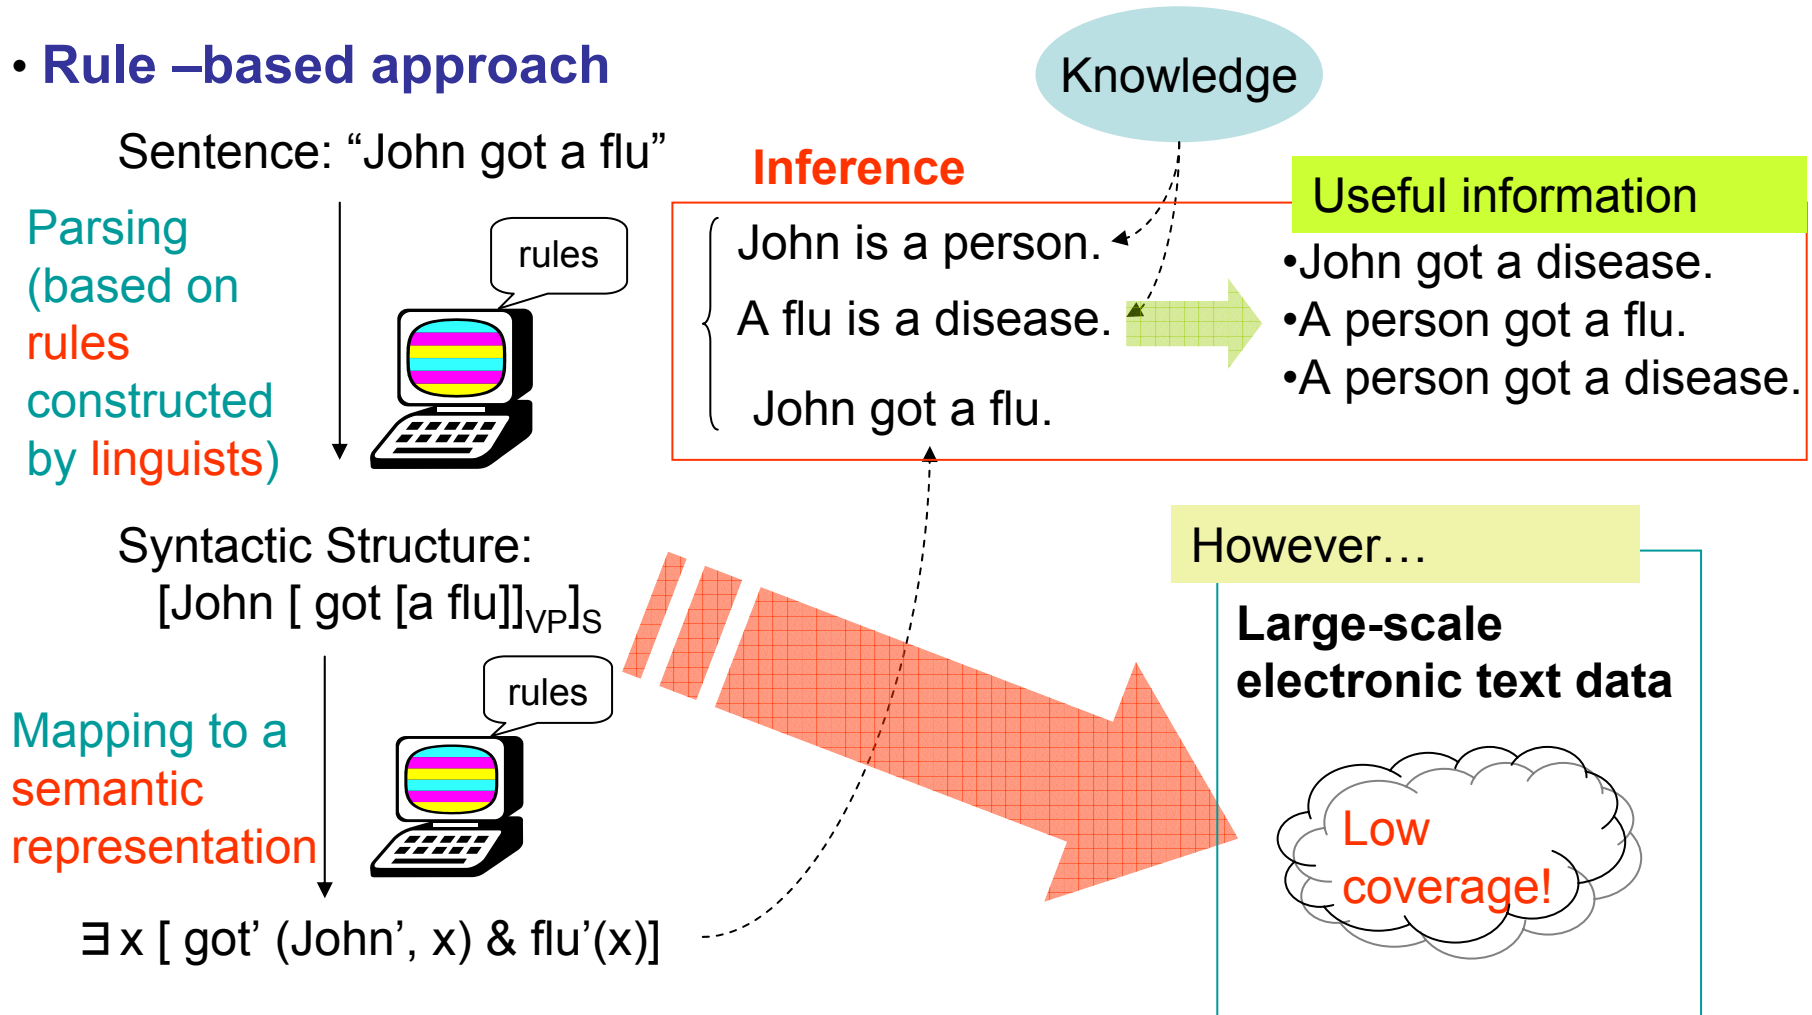 • Rule –based approach
Sentence: “John got a flu”
Parsing
(based on
rules
constructed
by linguists)
rules
Syntactic Structure:
[John [ got [a flu]]VP]S
Mapping to a
semantic
representation
rules
∃ x [ got’ (John’, x) & flu’(x)]
Knowledge
Inference
John is a person.
A flu is a disease.
John got a flu.
Useful information
•John got a disease.
•A person got a flu.
•A person got a disease.
However…
Large-scale
electronic text data
Low
coverage!